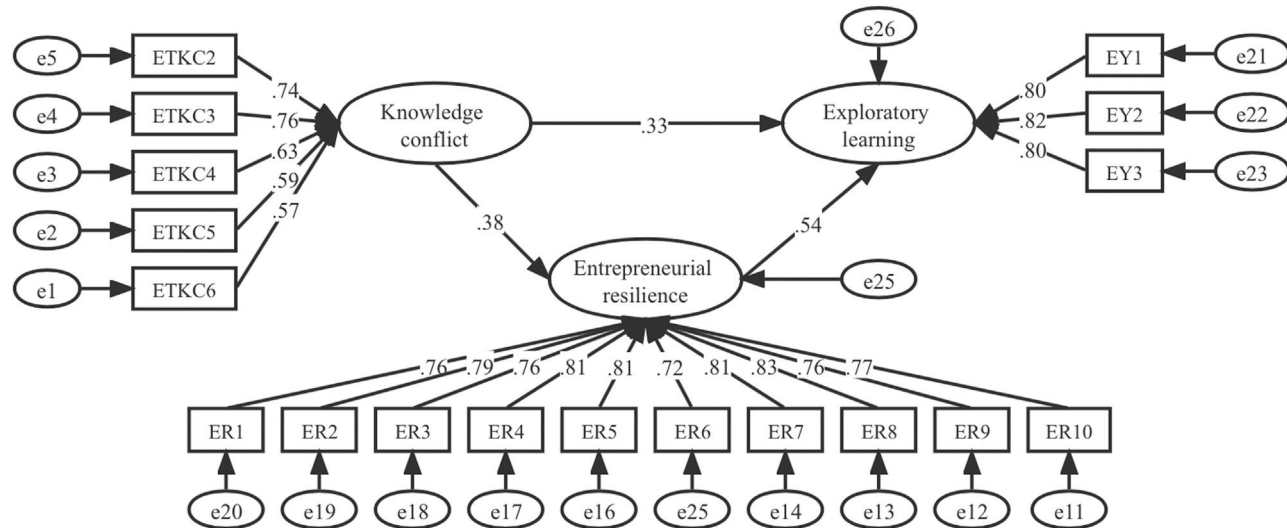 e26
e5
ETKC2
EY1
e21
.74
.80
e4
ETKC3
.76
Knowledge
conflict
.33
Exploratory
learning
.82
EY2
e22
e3
ETKC4
.63
.80
EY3
e23
.59
e2
ETKC5
.57
.38
.54
e1
ETKC6
Entrepreneurial
resilience
e25
.76
.79
.76
.81
.81
.72
.81
.83
.76
.77
ER1
ER2
ER3
ER4
ER5
ER6
ER7
ER8
ER9
ER10
e20
e19
e18
e17
e16
e25
e14
e13
e12
e11